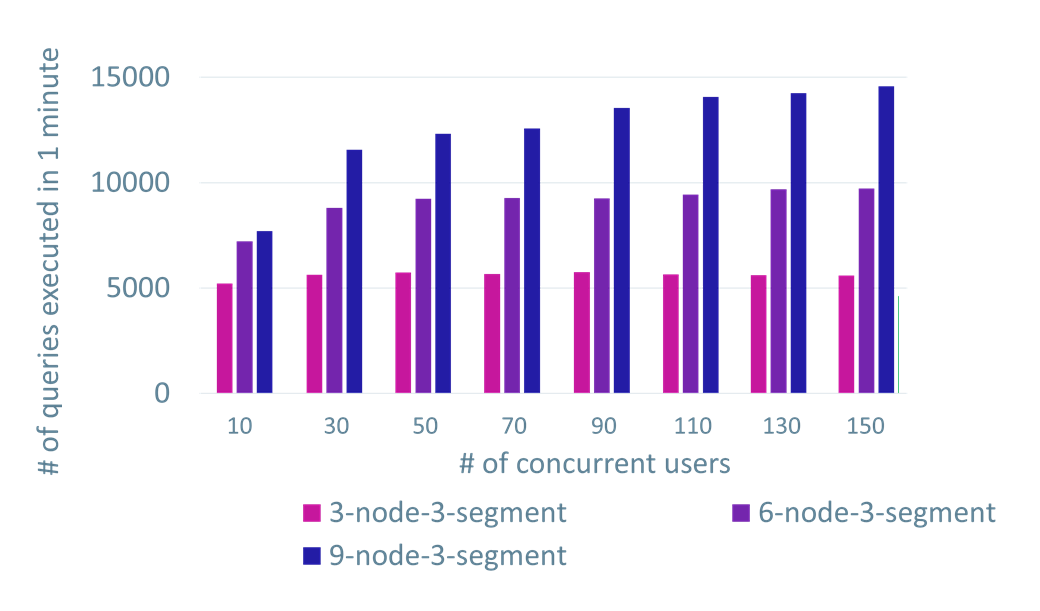 # of queries executed in 1 minute
15000
10000
5000
0
10 30 50 70 90 110 130 150
# of concurrent users
3-node-3-segment 6-node-3-segment
9-node-3-segment